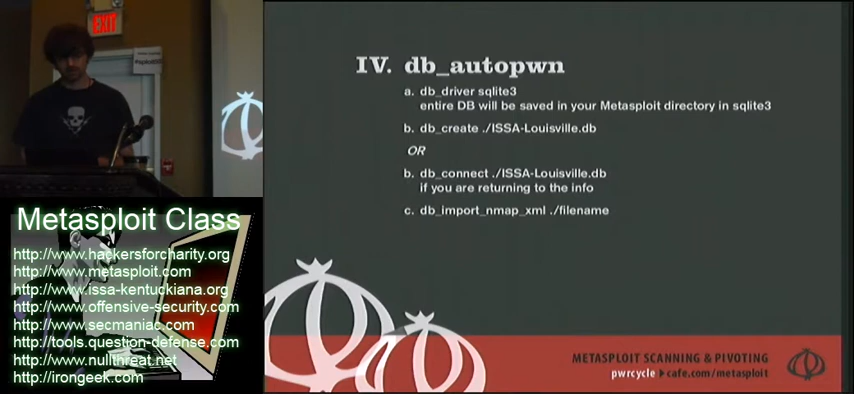 EXIT
IV. db_autopwn
a. db_driver sqlite3
entire DB will be saved in your Metasploit directory in sqlite3
b. db_create ./ISSA-Louisville.db
OR
b. db_connect ./ISSA-Louisville.db
if you are returning to the info
c. db_import_nmap_xml ./filename
METASPLOIT SCANNING & PIVOTING
pwrcycle ▸ cafe.com/metasploit
Metasploit Class
http://www.hackersforcharity.org
http://www.metasploit.com
http://www.issa-kentuckiana.org
http://www.offensive-security.com
http://www.secmaniac.com
http://tools.question-defense.com
http://www.nullthreat.net
http://irongeek.com